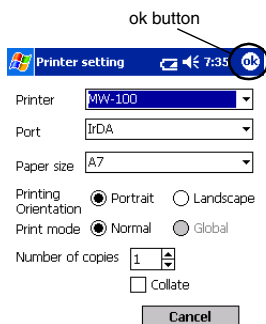 ok button
Printer setting 7:35 ok
Printer MW-100
Port IrDA
Paper size A7
Printing Orientation Portrait Landscape
Print mode Normal Global
Number of copies 1
Collate
Cancel